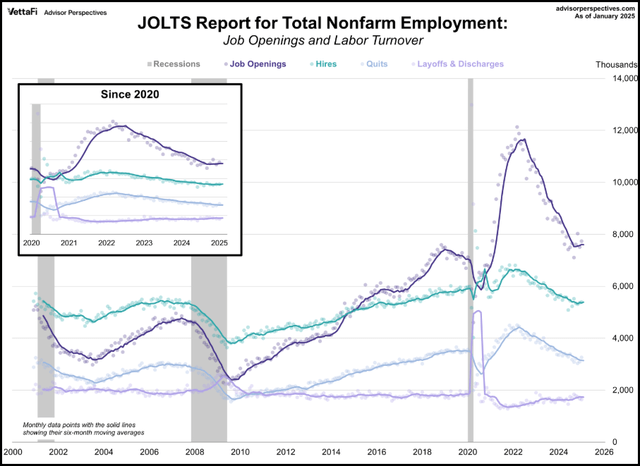 VettaFi Advisor Perspectives
advisorperspectives.com
As of January 2025
JOLTS Report for Total Nonfarm Employment:
Job Openings and Labor Turnover
Recessions Job Openings Hires Quits Layoffs & Discharges
Thousands
Since 2020
2020 2021 2022 2023 2024 2025
14,000
12,000
10,000
8,000
6,000
4,000
2,000
0
Monthly data points with the solid lines
showing their six-month moving averages
2000 2002 2004 2006 2008 2010 2012 2014 2016 2018 2020 2022 2024 2026